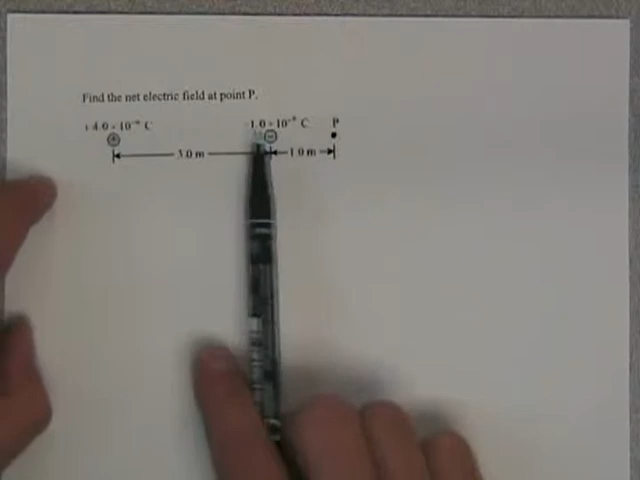 Find the net electric field at point P.
+4.0 × 10 C 1.0 × 10 C P
3.0 m 1.0 m